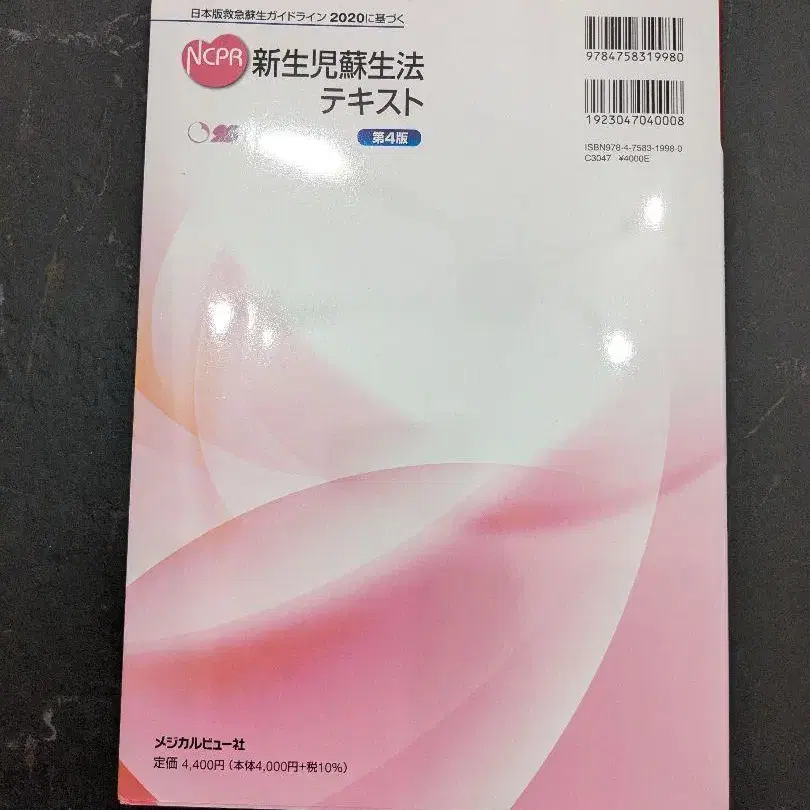 日本版救急蘇生ガイドライン 2020に基づく
NCPR
新生児蘇生法
テキスト
第4版
9784758319980
1923047040008
ISBN978-4-7583-1998-0
C3047 ¥4000E
メジカルビュー社
定価 4,400円(本体4,000円+税10%)